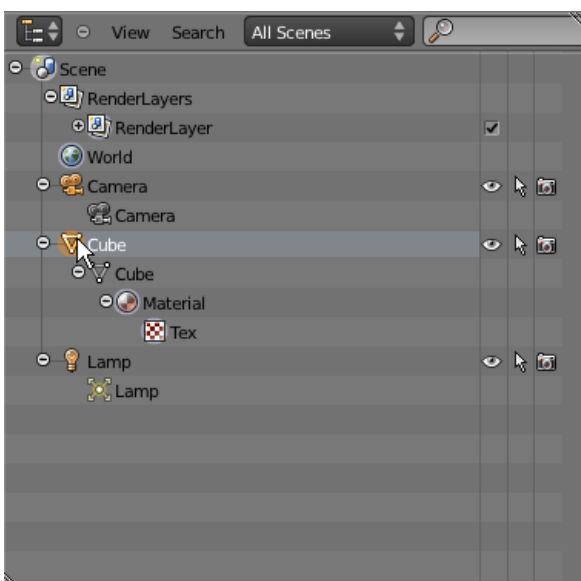 View Search All Scenes
Scene
RenderLayers
RenderLayer
World
Camera
Camera
Cube
Cube
Material
Tex
Lamp
Lamp